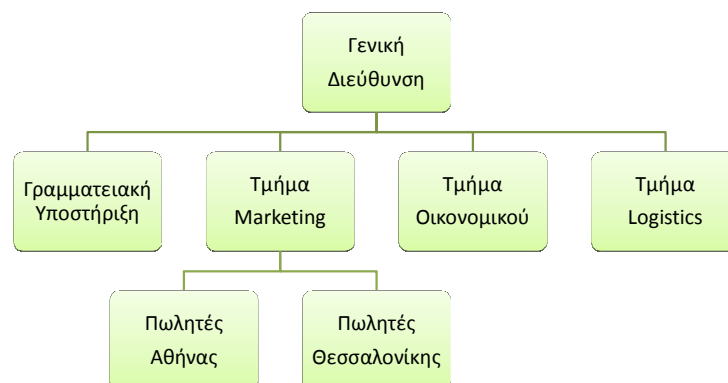 Γενική
Διεύθυνση
Γραμματειακή
Υποστήριξη
Τμήμα
Marketing
Τμήμα
Οικονομικού
Τμήμα
Logistics
Πωλητές
Αθήνας
Πωλητές
Θεσσαλονίκης